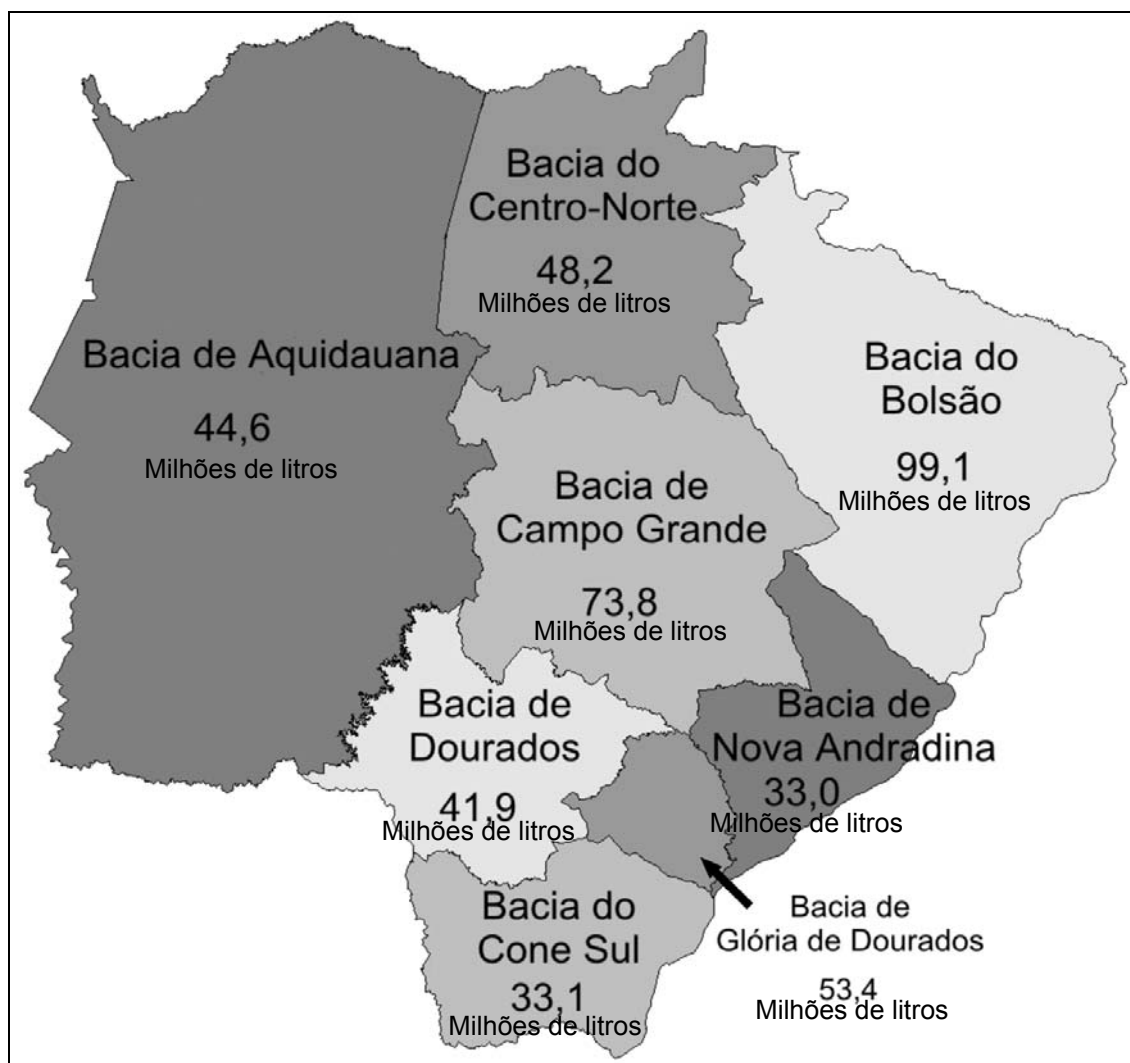 Bacia do
Centro-Norte
48,2
Milhões de litros
Bacia de Aquidauana
44,6
Milhões de litros
Bacia do
Bolsão
99,1
Milhões de litros
Bacia de
Campo Grande
73,8
Milhões de litros
Bacia de
Dourados
41,9
Milhões de litros
Bacia de
Nova Andradina
33,0
Milhões de litros
Bacia do
Cone Sul
33,1
Milhões de litros
Bacia de
Glória de Dourados
53,4
Milhões de litros